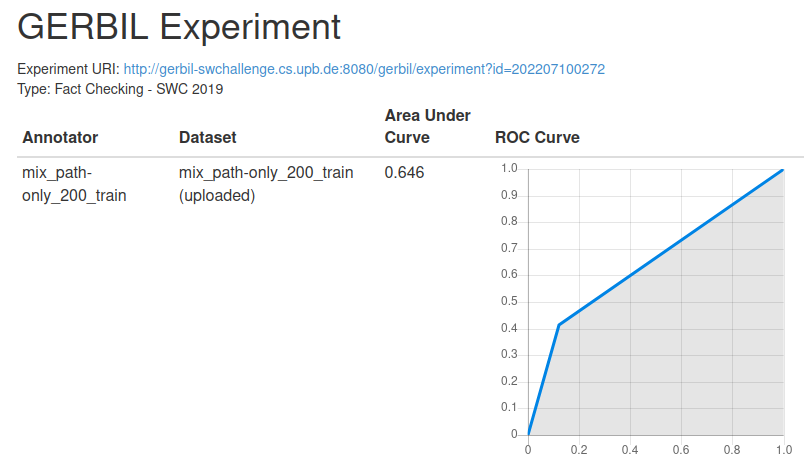 GERBIL Experiment
Experiment URI: http://gerbil-swchallenge.cs.upb.de:8080/gerbil/experiment?id=202207100272
Type: Fact Checking - SWC 2019
Annotator Dataset Area Under Curve ROC Curve
mix_path-only_200_train mix_path-only_200_train (uploaded) 0.646
1.0
0.9
0.8
0.7
0.6
0.5
0.4
0.3
0.2
0.1
0
0 0.2 0.4 0.6 0.8 1.0